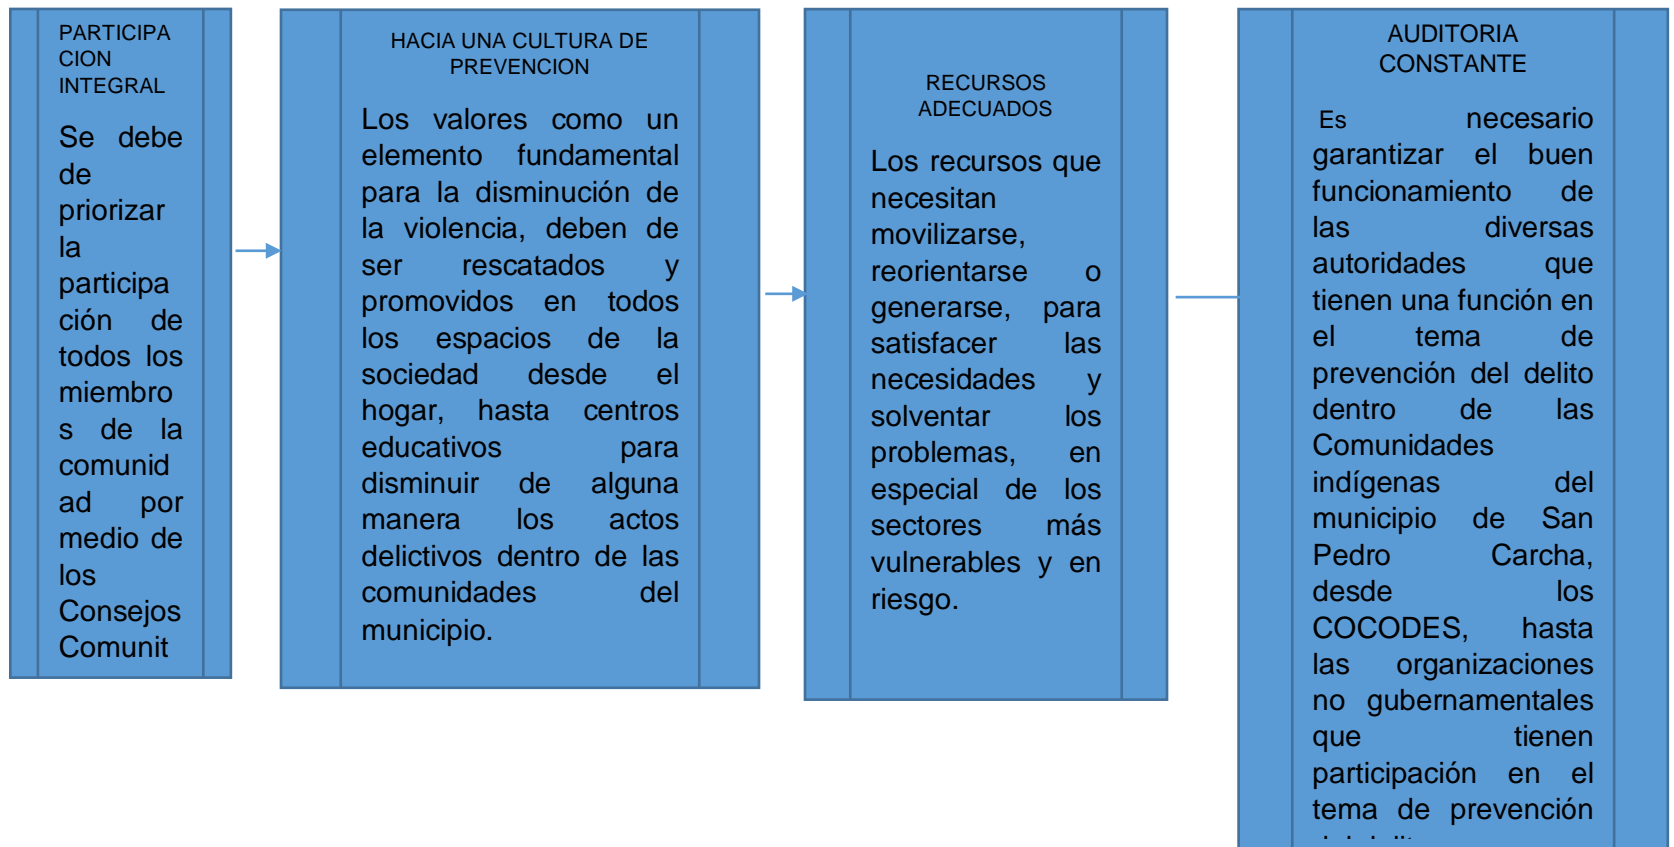 PARTICIPA
CION
INTEGRAL
Se debe
de
priorizar
la
participa
ción de
todos los
miembro
s de la
comunid
ad por
medio de
los
Consejos
Comunit
HACIA UNA CULTURA DE
PREVENCION
Los valores como un
elemento fundamental
para la disminución de
la violencia, deben de
ser rescatados y
promovidos en todos
los espacios de la
sociedad desde el
hogar, hasta centros
educativos para
disminuir de alguna
manera los actos
delictivos dentro de las
comunidades del
municipio.
RECURSOS
ADECUADOS
Los recursos que
necesitan
movilizarse,
reorientarse o
generarse, para
satisfacer las
necesidades y
solventar los
problemas, en
especial de los
sectores más
vulnerables y en
riesgo.
AUDITORIA
CONSTANTE
Es necesario
garantizar el buen
funcionamiento de
las diversas
autoridades que
tienen una función en
el tema de
prevención del delito
dentro de las
Comunidades
indígenas del
municipio de San
Pedro Carcha,
desde los
COCODES, hasta
las organizaciones
no gubernamentales
que tienen
participación en el
tema de prevención